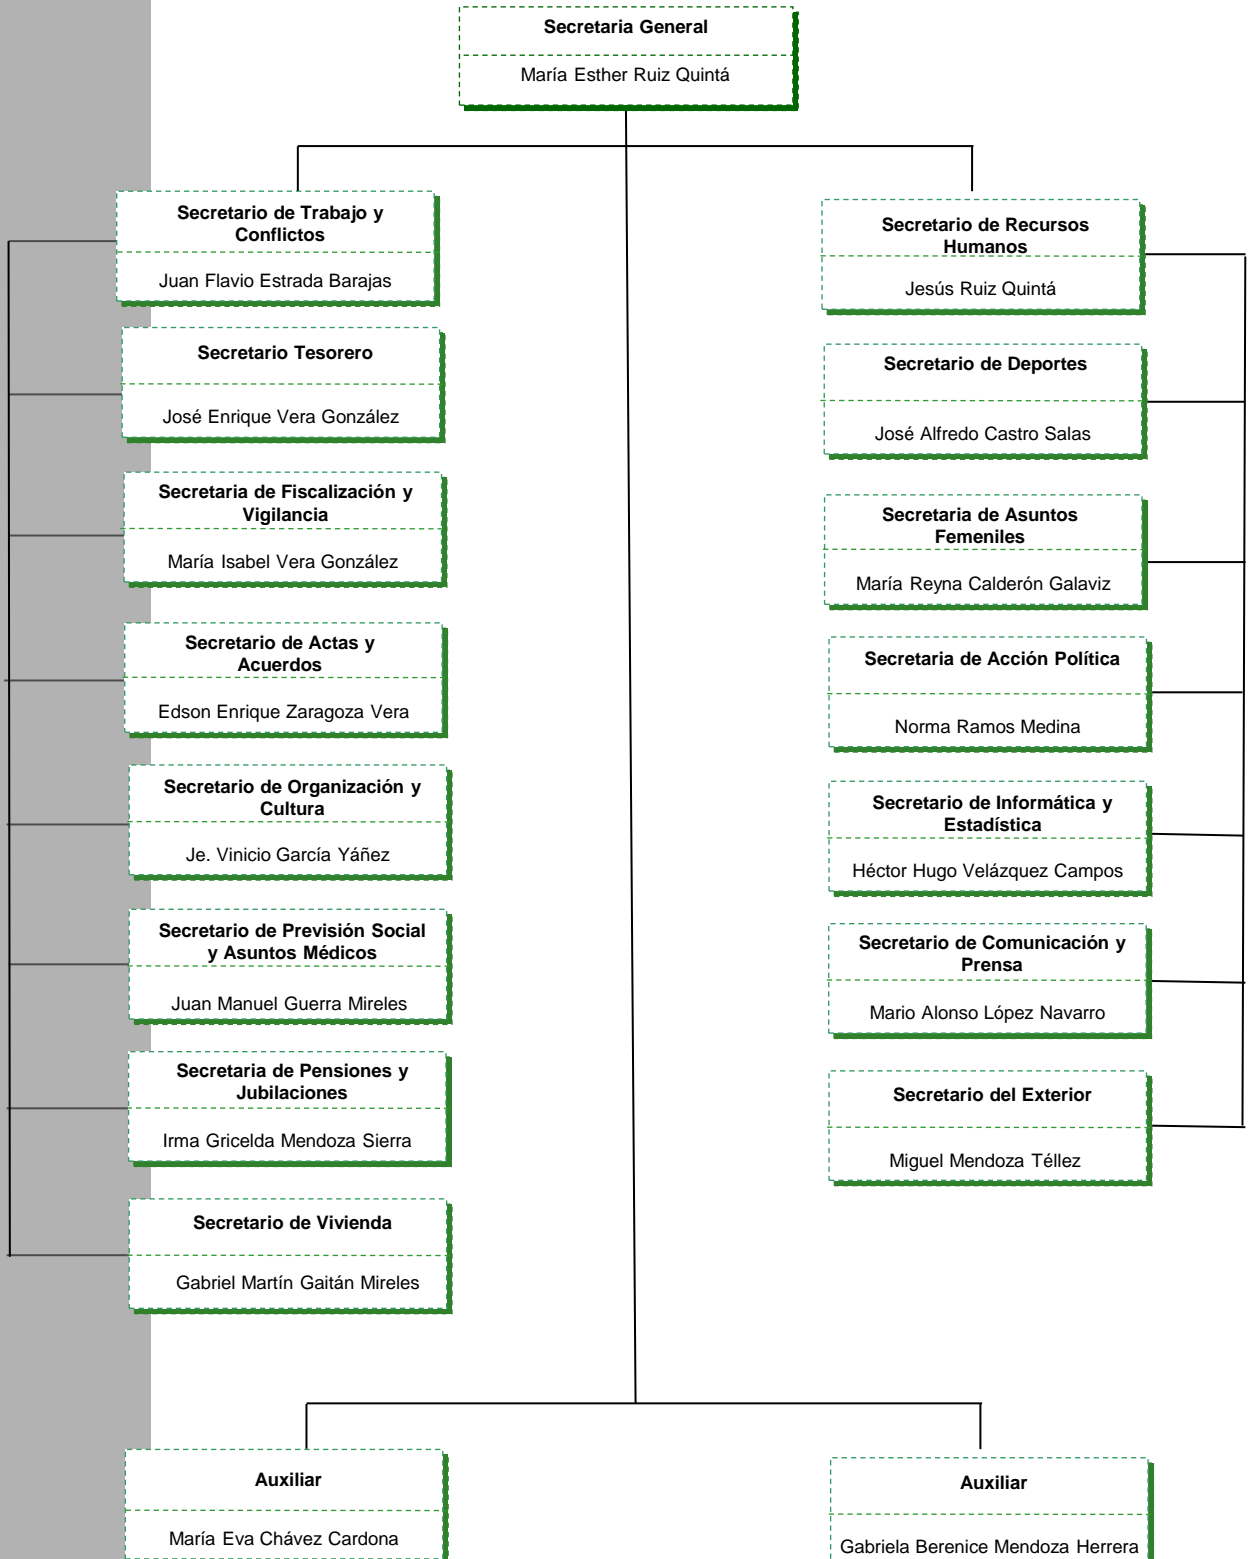 Secretaria General
María Esther Ruiz Quintá
Secretario de Trabajo y
Conflictos
Juan Flavio Estrada Barajas
Secretario Tesorero
José Enrique Vera González
Secretaria de Fiscalización y
Vigilancia
María Isabel Vera González
Secretario de Actas y
Acuerdos
Edson Enrique Zaragoza Vera
Secretario de Organización y
Cultura
Je. Vinicio García Yáñez
Secretario de Previsión Social
y Asuntos Médicos
Juan Manuel Guerra Mireles
Secretaria de Pensiones y
Jubilaciones
Irma Gricelda Mendoza Sierra
Secretario de Vivienda
Gabriel Martín Gaitán Mireles
Secretario de Recursos
Humanos
Jesús Ruiz Quintá
Secretario de Deportes
José Alfredo Castro Salas
Secretaria de Asuntos
Femeniles
María Reyna Calderón Galaviz
Secretaria de Acción Política
Norma Ramos Medina
Secretario de Informática y
Estadística
Héctor Hugo Velázquez Campos
Secretario de Comunicación y
Prensa
Mario Alonso López Navarro
Secretario del Exterior
Miguel Mendoza Téllez
Auxiliar
María Eva Chávez Cardona
Auxiliar
Gabriela Berenice Mendoza Herrera